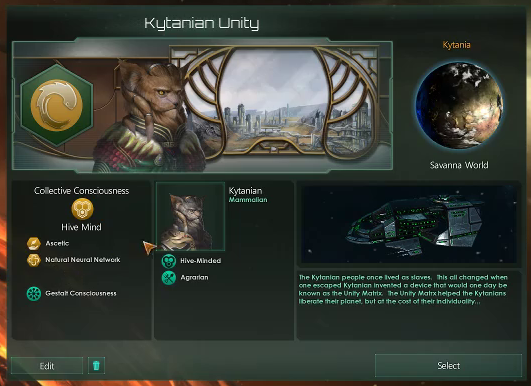 Kytanian Unity
Kytania
Savanna World
Collective Consciousness
Hive Mind
Ascetic
Natural Neural Network
Gestalt Consciousness
Kytanian
Mammalian
Hive-Minded
Agrarian
The Kytanian people once lived as slaves.  This all changed when
one escaped Kytanian invented a device that would one day be
known as the Unity Matrix.  The Unity Matrx helped the Kytanians
liberate their planet, but at the cost of their individuality...
Edit
Select